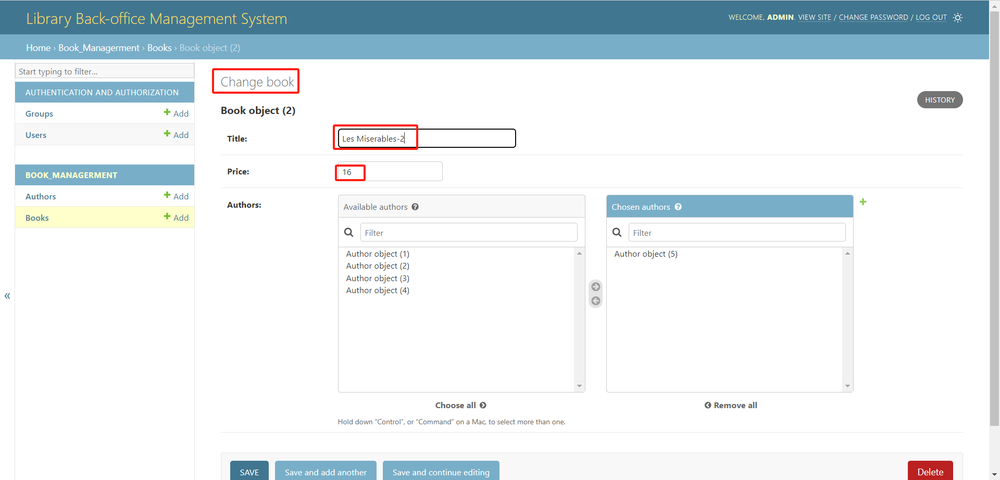 Library Back-office Management System
WELCOME, ADMIN. VIEW SITE / CHANGE PASSWORD / LOG OUT
Home › Book_Managerment › Books › Book object (2)
Start typing to filter...
AUTHENTICATION AND AUTHORIZATION
Groups
Add
Users
Add
BOOK_MANAGERMENT
Authors
Add
Books
Add
«
Change book
HISTORY
Book object (2)
Title:
Les Miserables-2
Price:
16
Authors:
Available authors
Filter
Author object (1)
Author object (2)
Author object (3)
Author object (4)
Choose all
Chosen authors
Filter
Author object (5)
Remove all
Hold down “Control”, or “Command” on a Mac, to select more than one.
SAVE
Save and add another
Save and continue editing
Delete